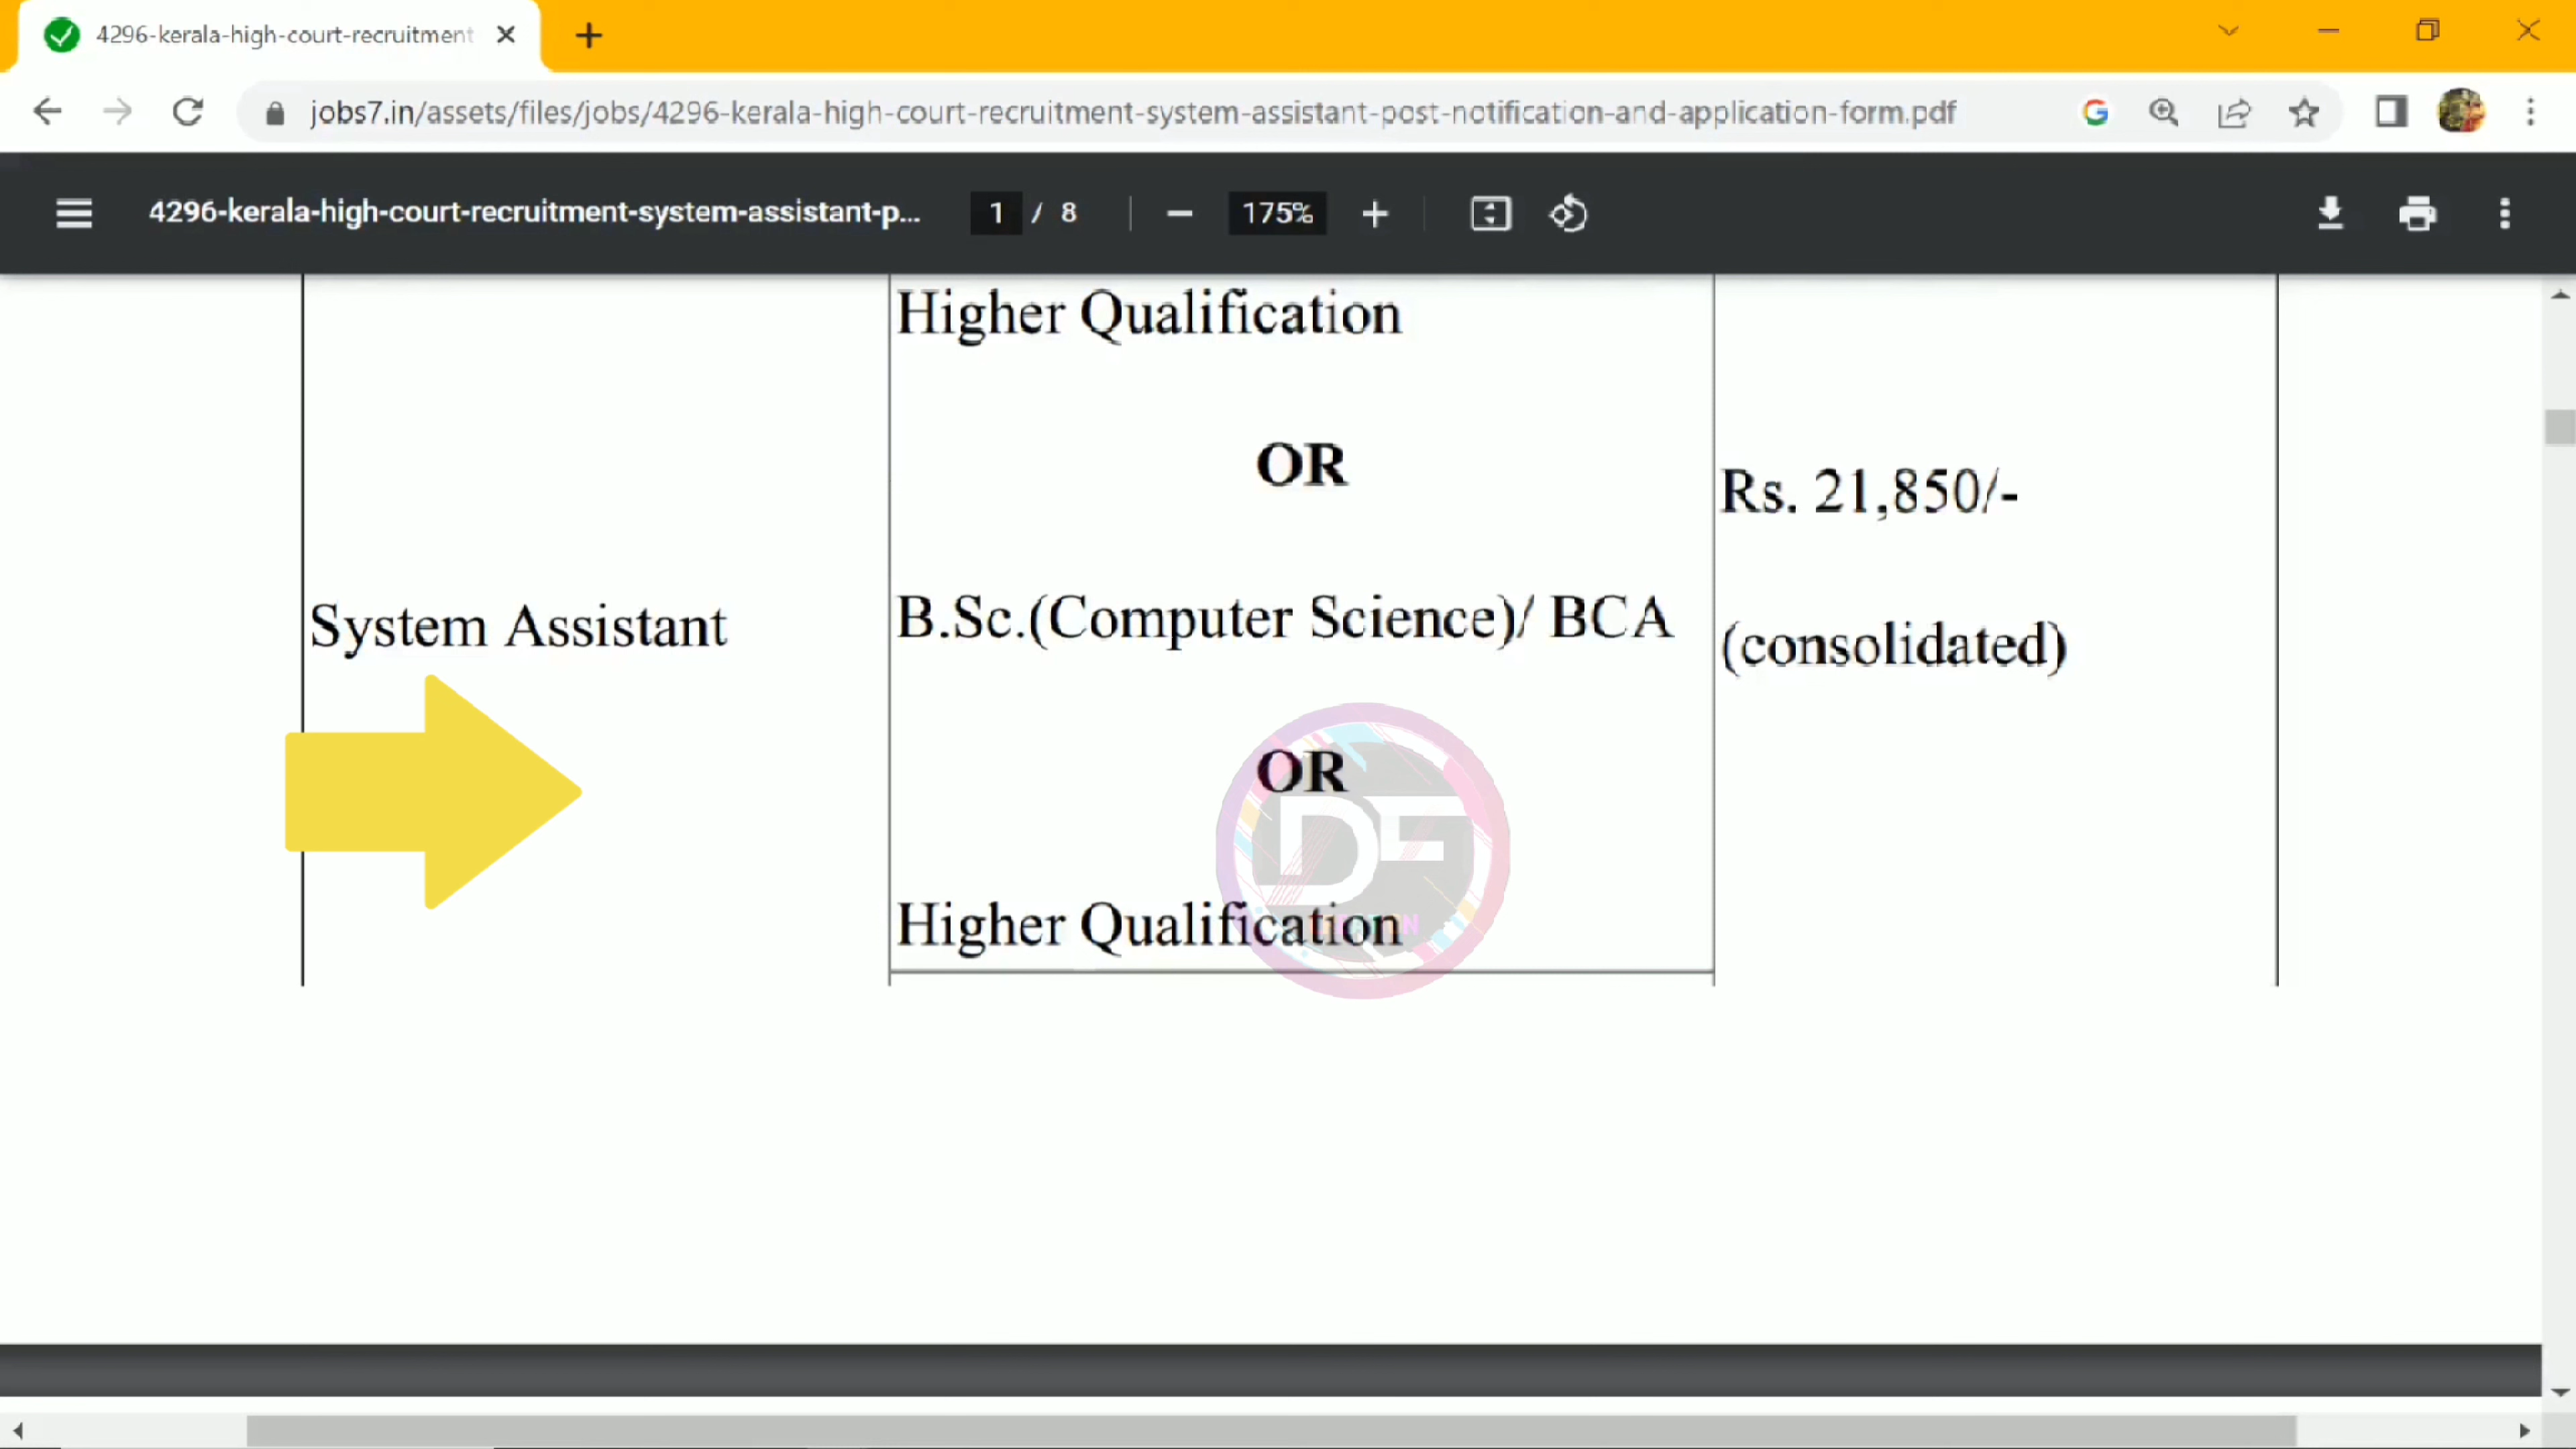 4296-kerala-high-court-recruitment
jobs7.in/assets/files/jobs/4296-kerala-high-court-recruitment-system-assistant-post-notification-and-application-form.pdf
4296-kerala-high-court-recruitment-system-assistant-p... 1 / 8 175%
Higher Qualification
OR
Rs. 21,850/-
System Assistant
B.Sc.(Computer Science)/ BCA
(consolidated)
OR
Higher Qualification